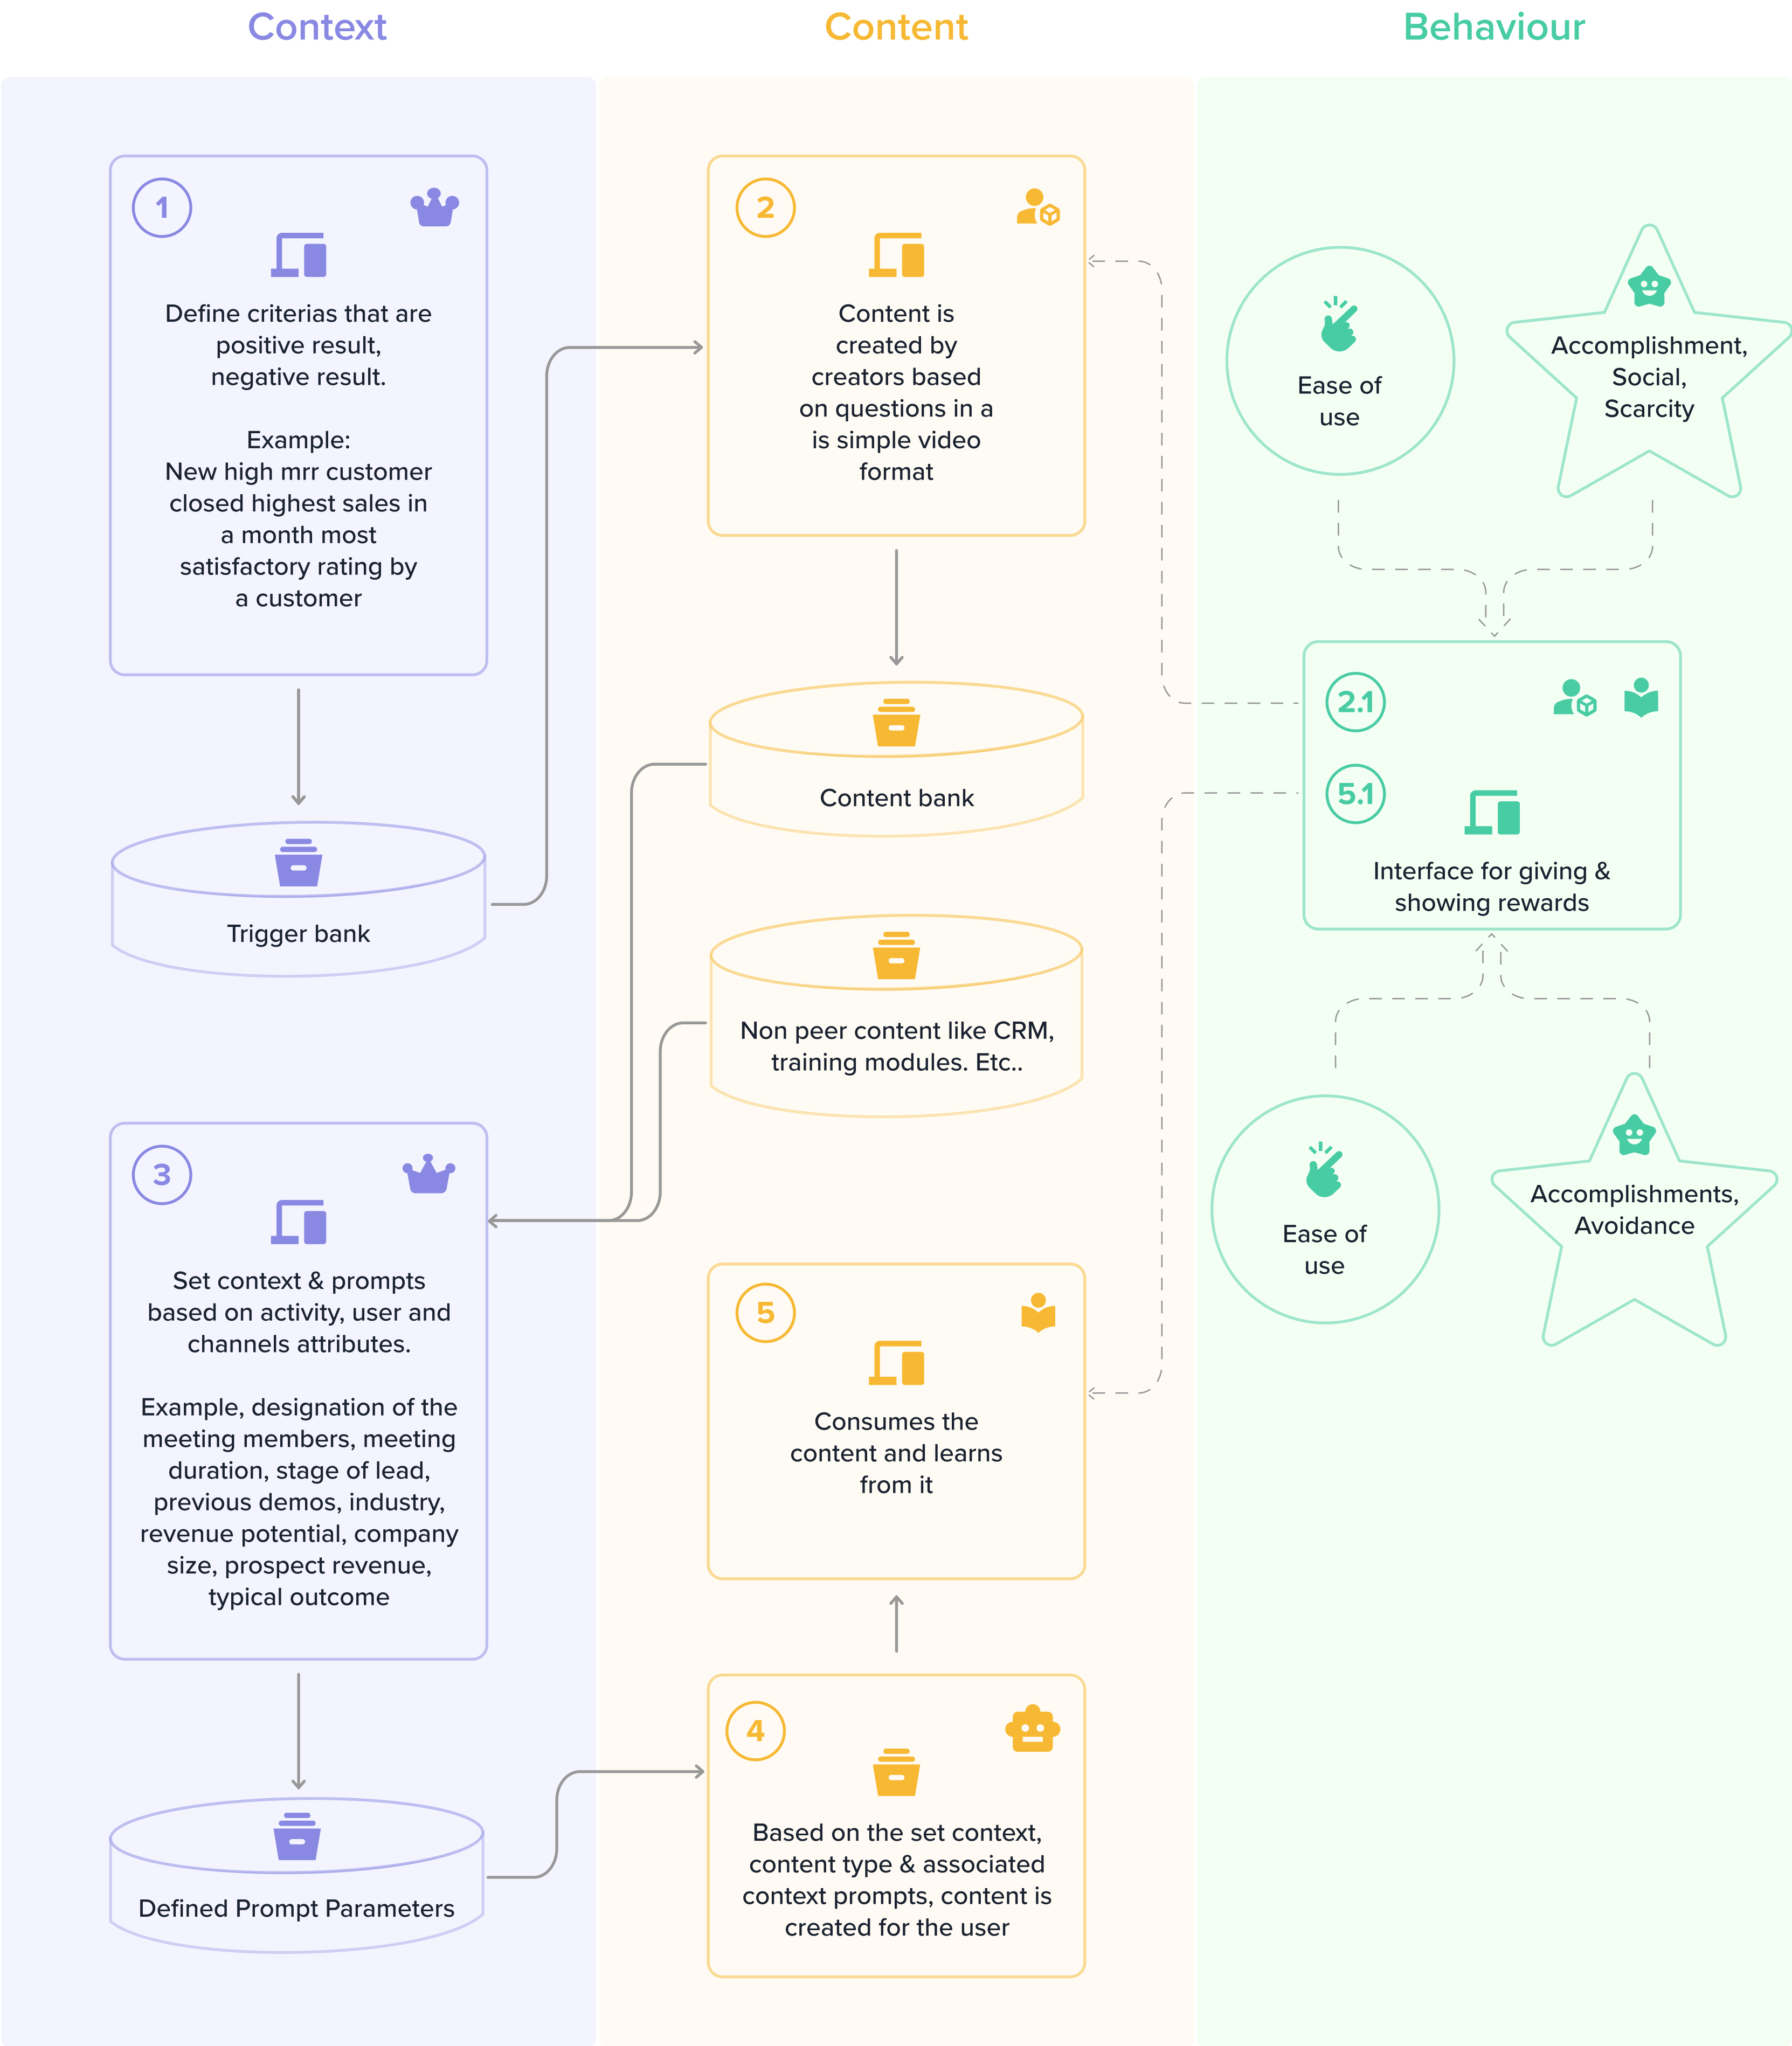 Context
Content
Behaviour
1
Define criterias that are
positive result,
negative result.
Example:
New high mrr customer
closed highest sales in
a month most
satisfactory rating by
a customer
Trigger bank
3
Set context & prompts
based on activity, user and
channels attributes.
Example, designation of the
meeting members, meeting
duration, stage of lead,
previous demos, industry,
revenue potential, company
size, prospect revenue,
typical outcome
Defined Prompt Parameters
2
Content is
created by
creators based
on questions in a
is simple video
format
Content bank
Non peer content like CRM,
training modules. Etc..
5
Consumes the
content and learns
from it
4
Based on the set context,
content type & associated
context prompts, content is
created for the user
Ease of
use
Accomplishment,
Social,
Scarcity
2.1
5.1
Interface for giving &
showing rewards
Ease of
use
Accomplishments,
Avoidance